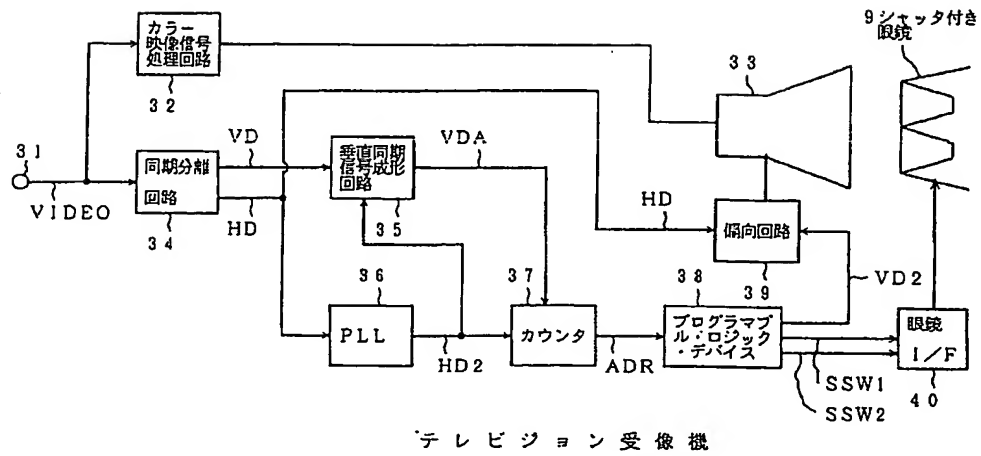 カラー
映像信号
処理回路
32
9シャッタ付き
眼鏡
33
31
VIDEO
同期分離
回路
34
VD
HD
垂直同期
信号成形
回路
35
VDA
HD
偏向回路
39
VD2
36
PLL
HD2
37
カウンタ
ADR
38
プログラマブ
ル・ロジック
・デバイス
SSW1
SSW2
眼鏡
I/F
40
テレビジョン受像機